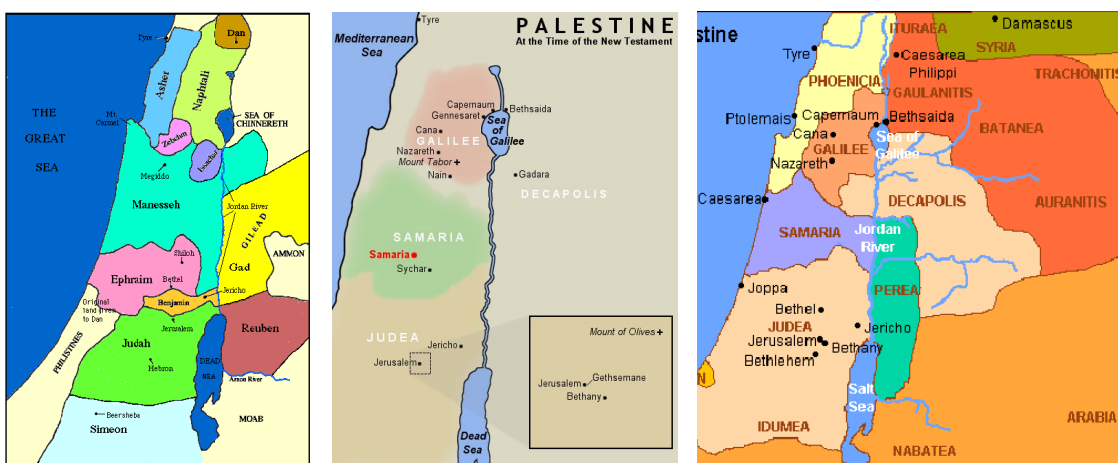 Dan
Tyre
Asher
Naphtali
THE
GREAT
SEA
Mt.
Carmel
SEA OF
CHINNERETH
Zebulun
Issachar
Megiddo
Manesseh
Jordan River
GILEAD
Shiloh
AMMON
Ephraim
Bethel
Gad
Jericho
Benjamin
Original
land given
to Dan
Jerusalem
Reuben
PHILISTINES
Judah
DEAD
SEA
Hebron
Arnon River
Beersheba
MOAB
Simeon
PALESTINE
At the Time of the New Testament
Tyre
Mediterranean
Sea
Capernaum
Bethsaida
Gennesaret
Sea
of
Galilee
Cana
GALILEE
Nazareth
Mount Tabor
Nain
Gadara
DECAPOLIS
SAMARIA
Samaria
Sychar
JUDEA
Jericho
Jerusalem
Mount of Olives
Gethsemane
Jerusalem
Bethany
Dead
Sea
stine
ITURAEA
Damascus
SYRIA
Tyre
Caesarea
Philippi
TRACHONITIS
PHOENICIA
GAULANITIS
Ptolemais
Capernaum
Bethsaida
BATANEA
Cana
Sea of
Galilee
GALILEE
Nazareth
Caesarea
DECAPOLIS
AURANITIS
SAMARIA
Jordan
River
Joppa
PEREA
Bethel
JUDEA
Jericho
Jerusalem
Bethany
Bethlehem
N
Salt
Sea
ARABIA
IDUMEA
NABATEA